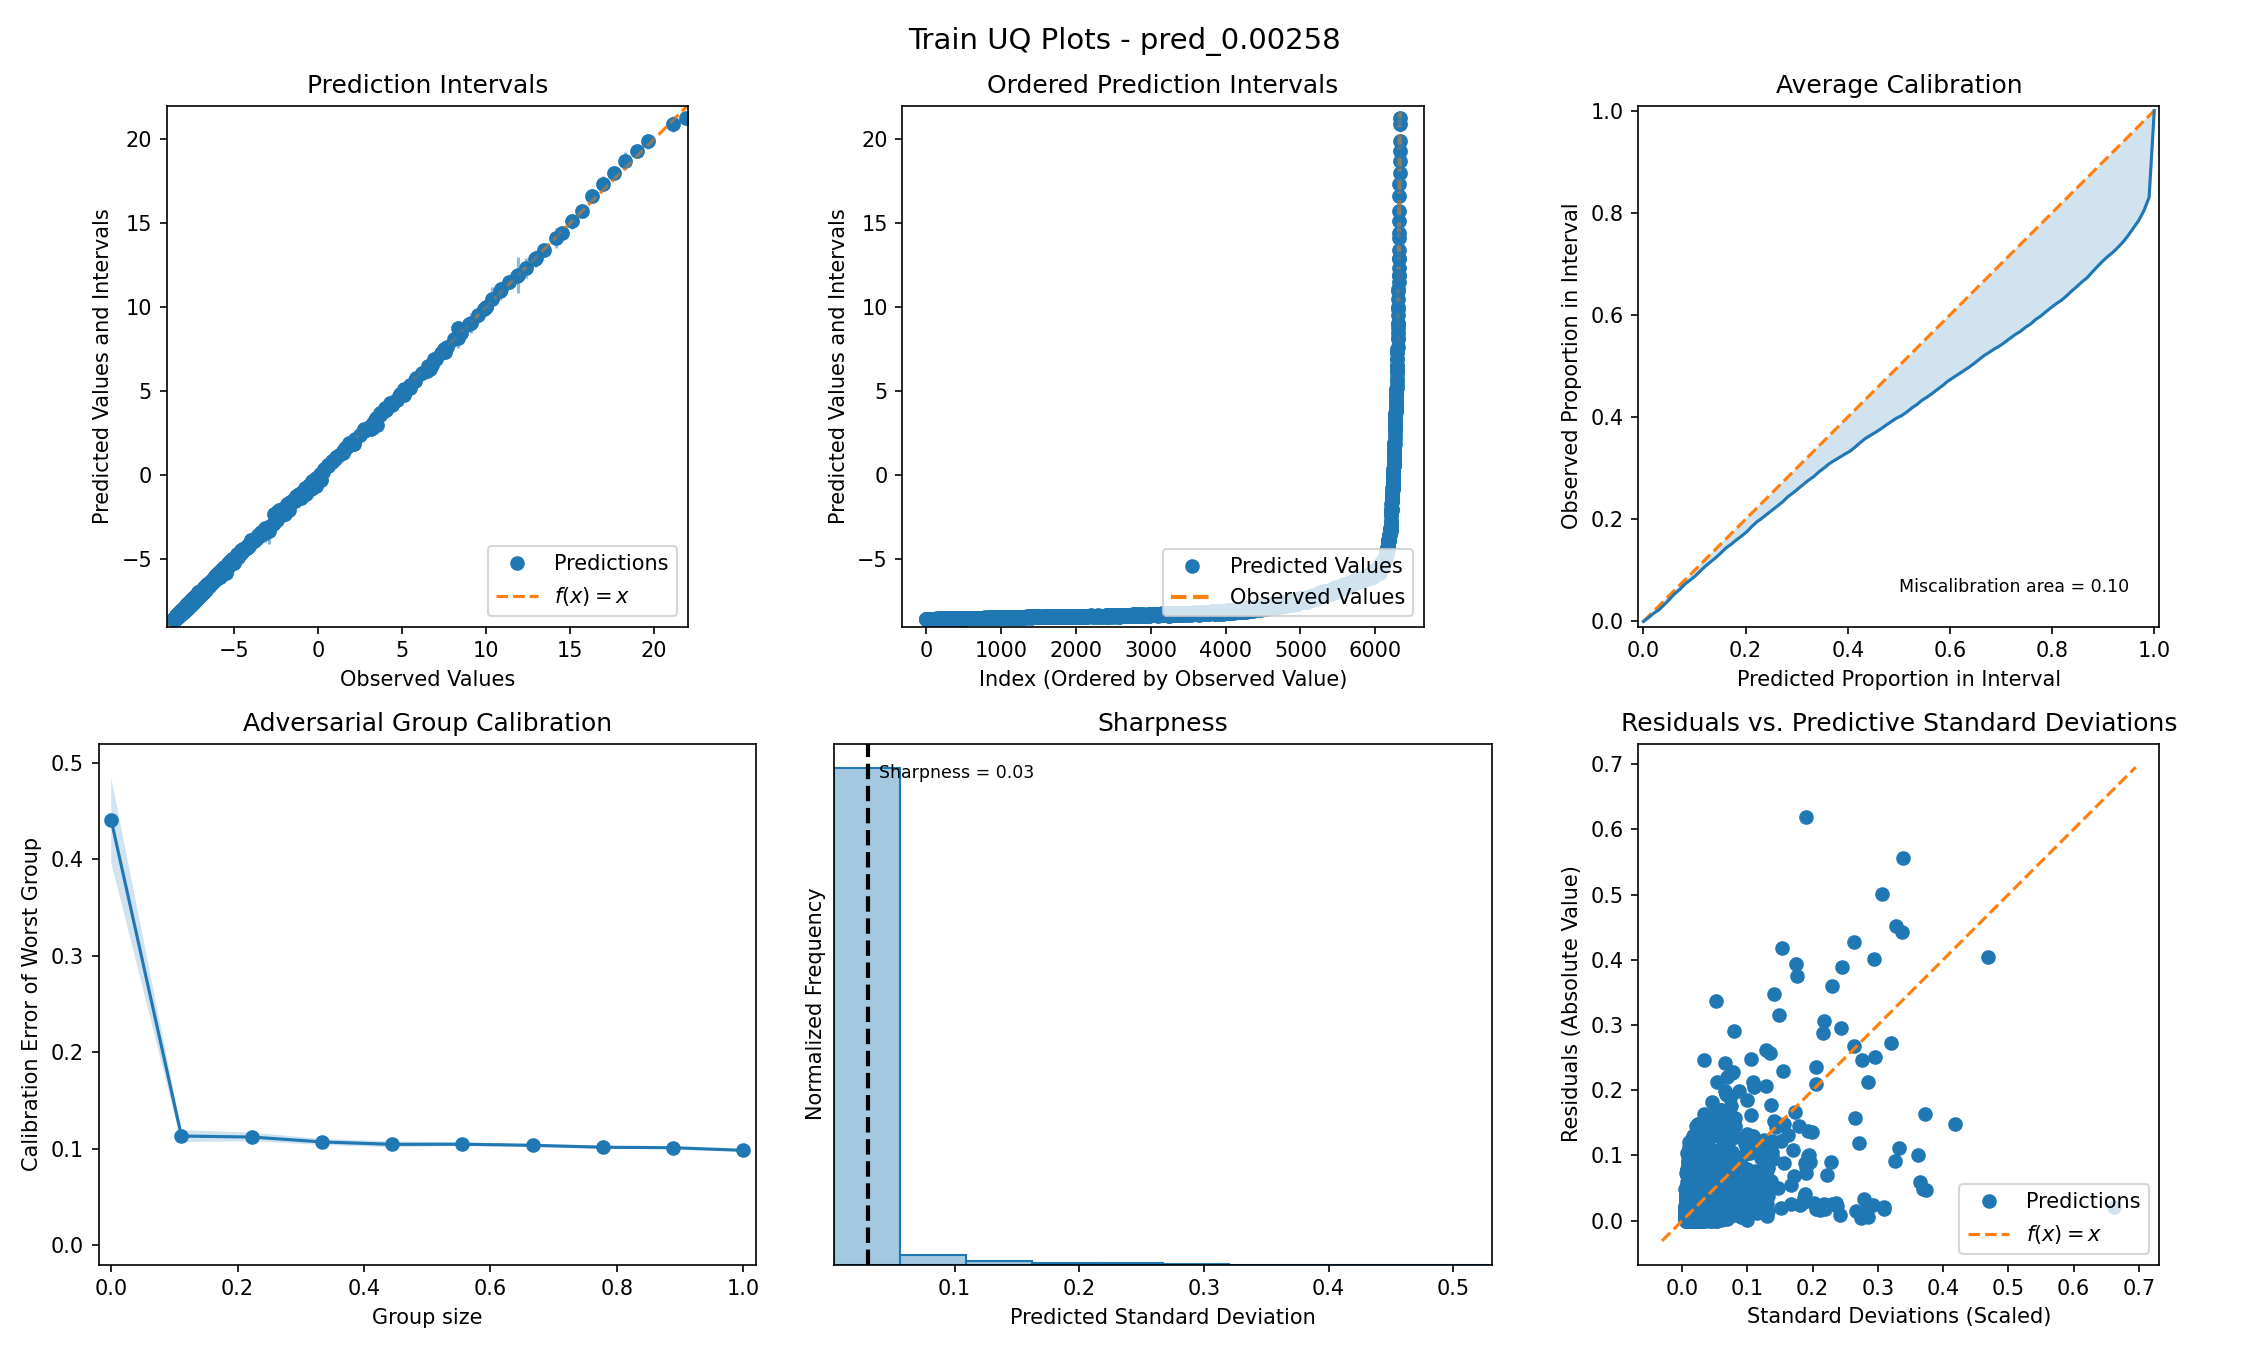 Train UQ Plots - pred_0.00258
Prediction Intervals
Predicted Values and Intervals
20
15
10
5
0
−5
−5 0 5 10 15 20
Observed Values
Predictions
f(x) = x
Ordered Prediction Intervals
Predicted Values and Intervals
20
15
10
5
0
−5
0 1000 2000 3000 4000 5000 6000
Index (Ordered by Observed Value)
Predicted Values
Observed Values
Average Calibration
Observed Proportion in Interval
1.0
0.8
0.6
0.4
0.2
0.0
0.0 0.2 0.4 0.6 0.8 1.0
Predicted Proportion in Interval
Miscalibration area = 0.10
Adversarial Group Calibration
Calibration Error of Worst Group
0.5
0.4
0.3
0.2
0.1
0.0
0.0 0.2 0.4 0.6 0.8 1.0
Group size
Sharpness
Normalized Frequency
Sharpness = 0.03
0.1 0.2 0.3 0.4 0.5
Predicted Standard Deviation
Residuals vs. Predictive Standard Deviations
Residuals (Absolute Value)
0.7
0.6
0.5
0.4
0.3
0.2
0.1
0.0
0.0 0.1 0.2 0.3 0.4 0.5 0.6 0.7
Standard Deviations (Scaled)
Predictions
f(x) = x